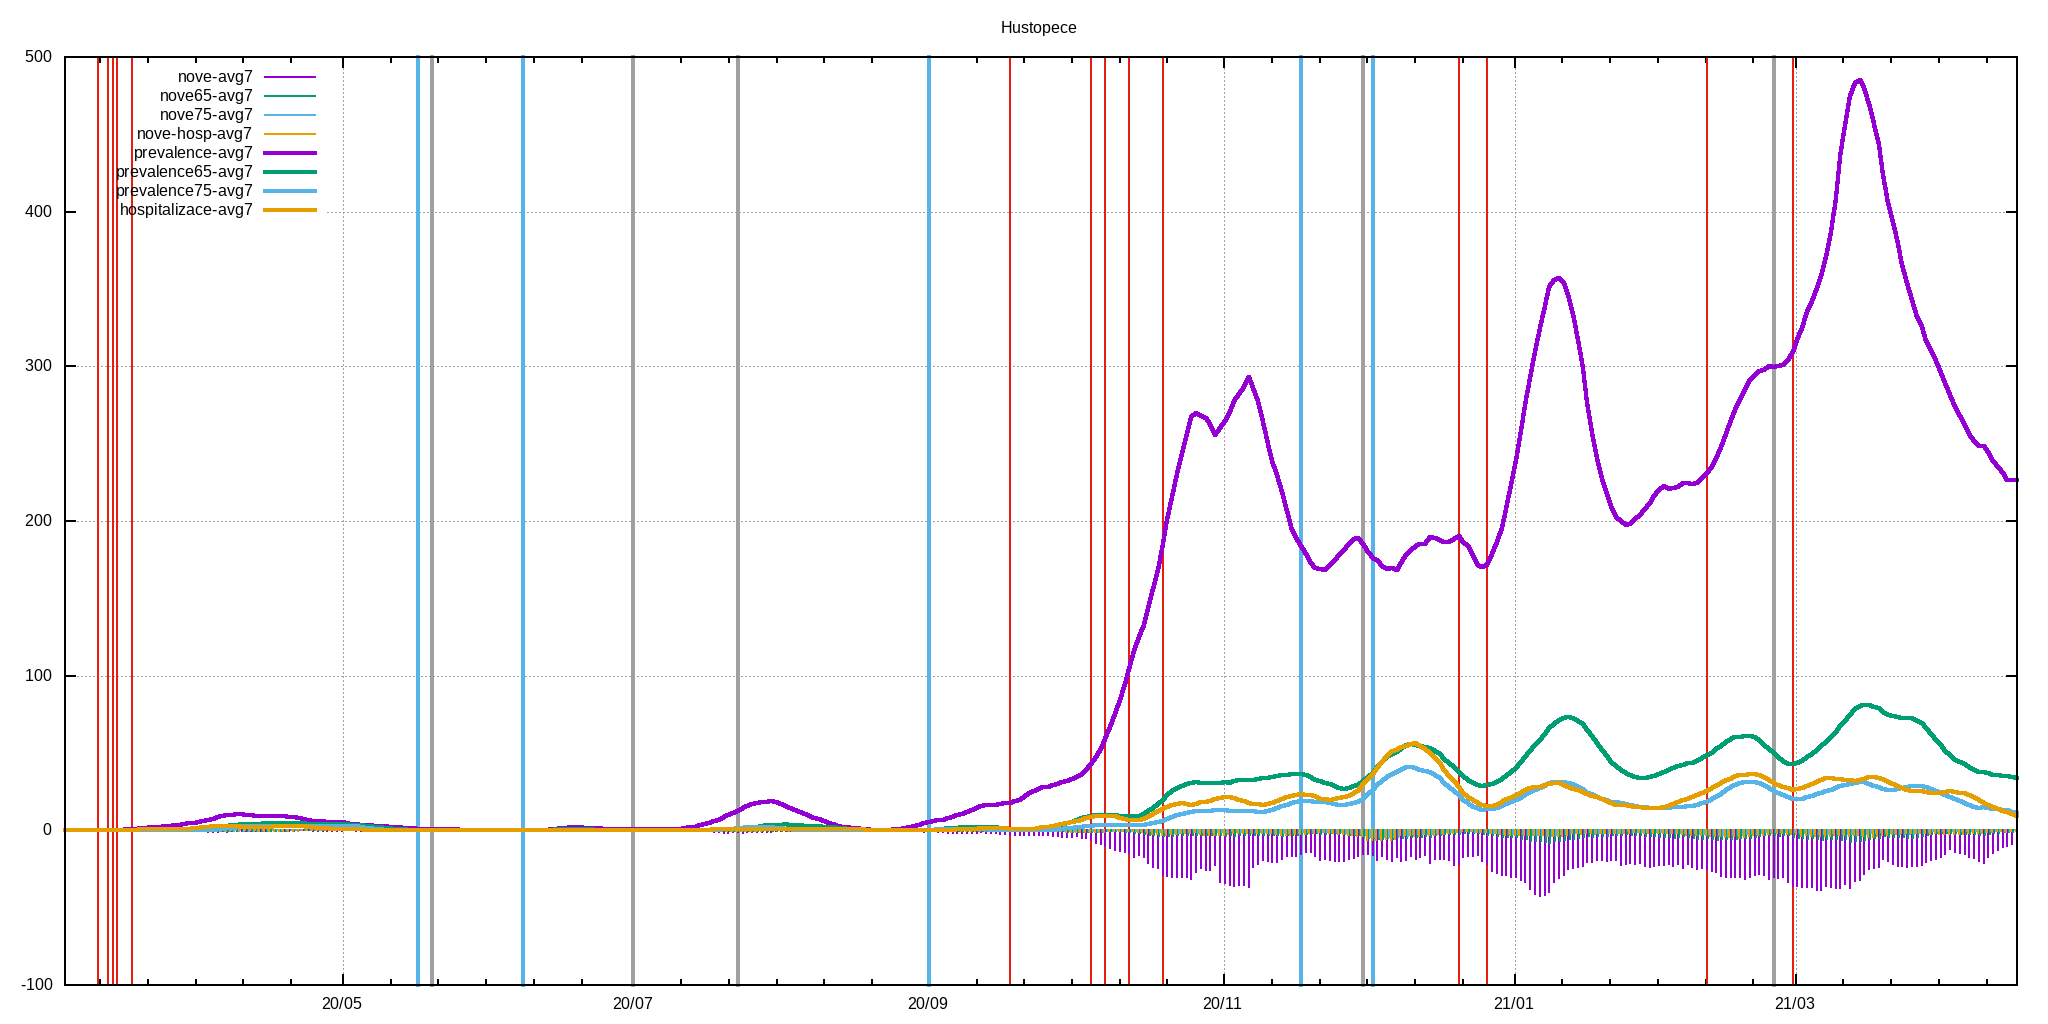 Hustopece
500
nove-avg7
nove65-avg7
nove75-avg7
nove-hosp-avg7
prevalence-avg7
prevalence65-avg7
prevalence75-avg7
hospitalizace-avg7
400
300
200
100
0
-100
20/05
20/07
20/09
20/11
21/01
21/03